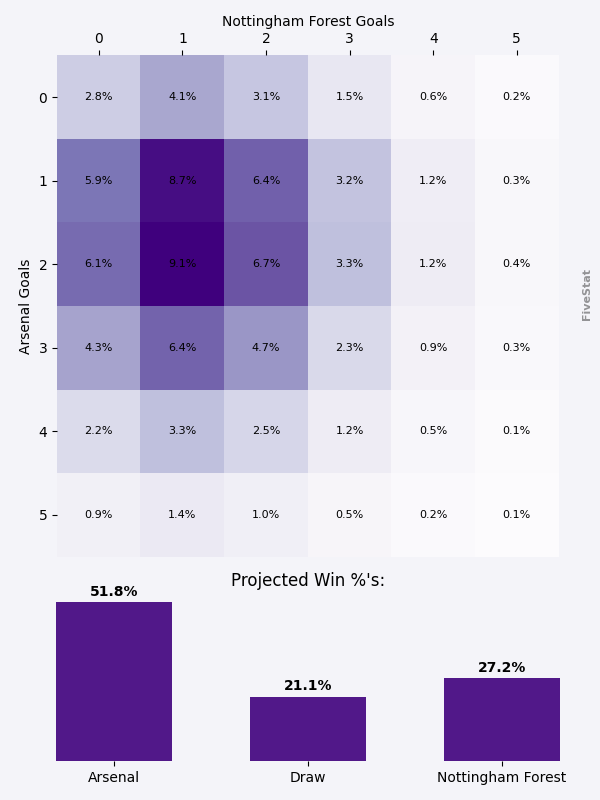 Nottingham Forest Goals
0 1 2 3 4 5
0 2.8% 4.1% 3.1% 1.5% 0.6% 0.2%
1 5.9% 8.7% 6.4% 3.2% 1.2% 0.3%
2 6.1% 9.1% 6.7% 3.3% 1.2% 0.4%
3 4.3% 6.4% 4.7% 2.3% 0.9% 0.3%
4 2.2% 3.3% 2.5% 1.2% 0.5% 0.1%
5 0.9% 1.4% 1.0% 0.5% 0.2% 0.1%
Arsenal Goals
FiveStat
Projected Win %'s:
51.8% 21.1% 27.2%
Arsenal Draw Nottingham Forest